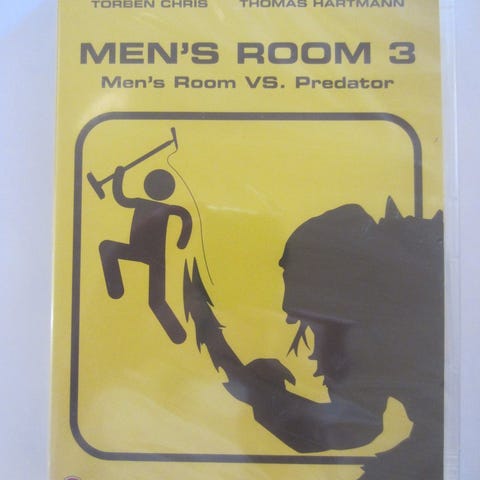 TORBEN CHRIS THOMAS HARTMANN
MEN'S ROOM 3
Men's Room VS. Predator